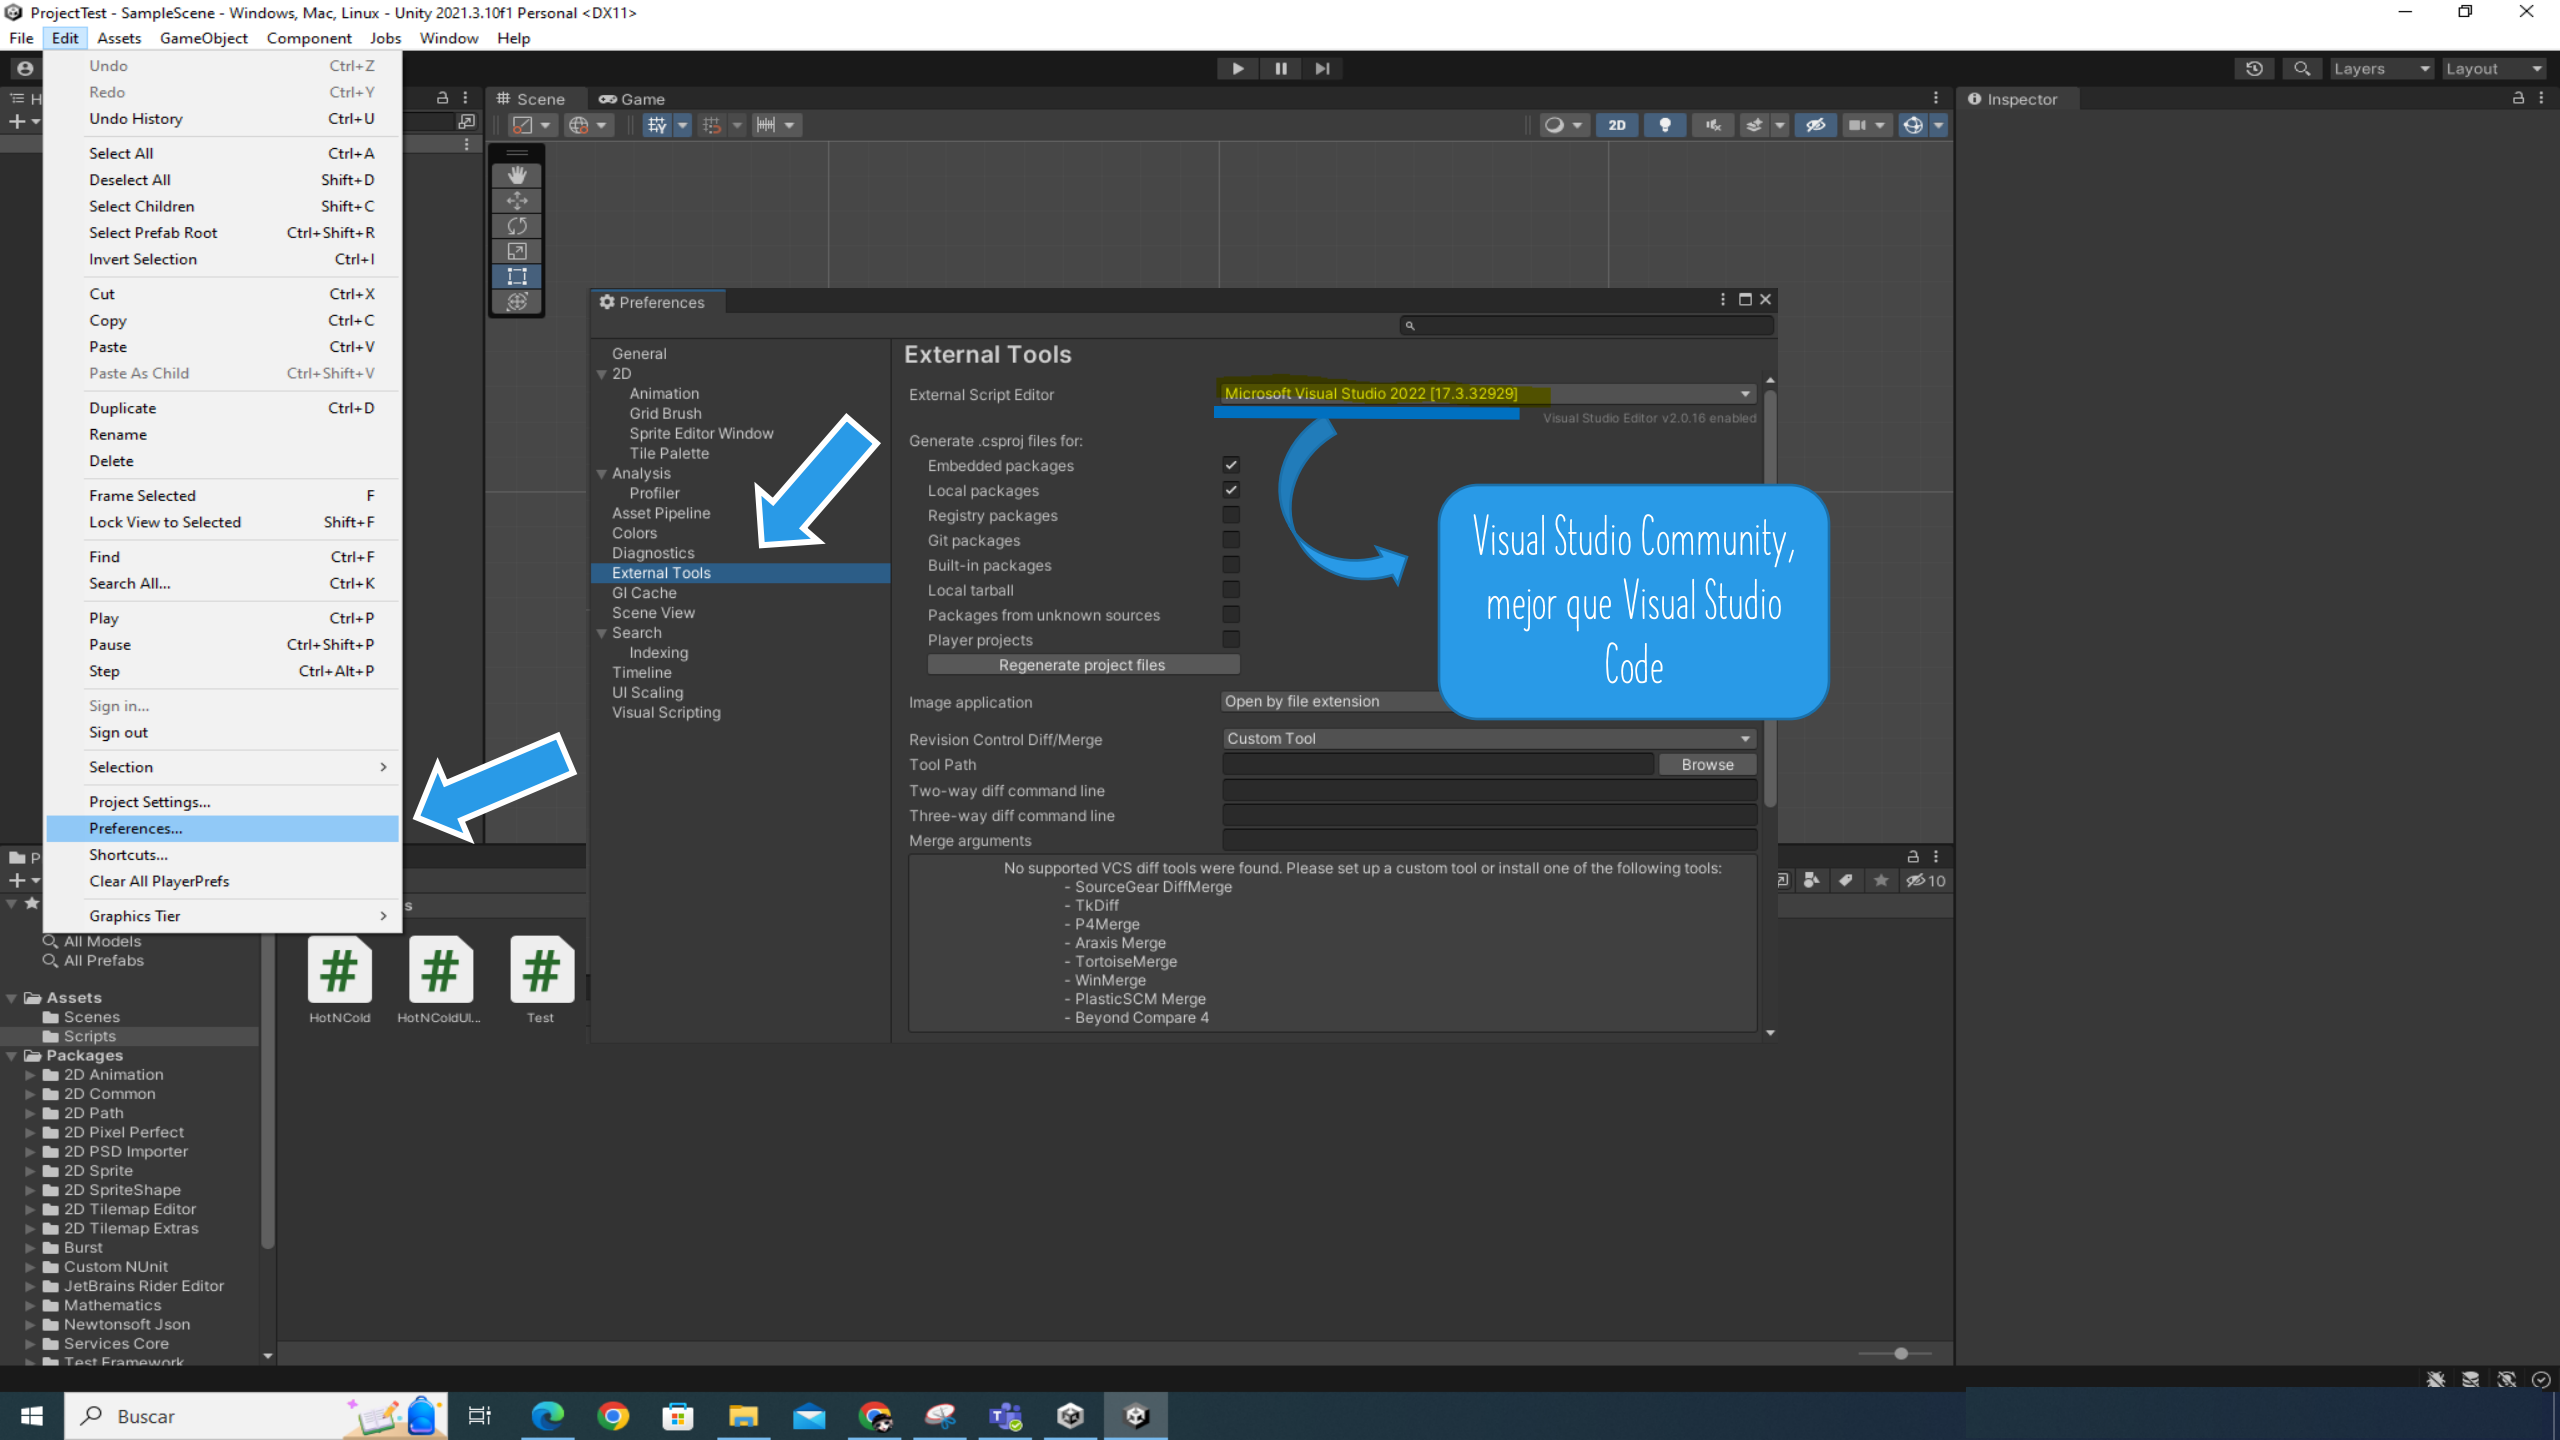 ProjectTest - SampleScene - Windows, Mac, Linux - Unity 2021.3.10f1 Personal <DX11>
File Edit Assets GameObject Component Jobs Window Help
Undo Ctrl+Z
Redo Ctrl+Y
Undo History Ctrl+U
Select All Ctrl+A
Deselect All Shift+D
Select Children Shift+C
Select Prefab Root Ctrl+Shift+R
Invert Selection Ctrl+I
Cut Ctrl+X
Copy Ctrl+C
Paste Ctrl+V
Paste As Child Ctrl+Shift+V
Duplicate Ctrl+D
Rename
Delete
Frame Selected F
Lock View to Selected Shift+F
Find Ctrl+F
Search All... Ctrl+K
Play Ctrl+P
Pause Ctrl+Shift+P
Step Ctrl+Alt+P
Sign in...
Sign out
Selection
Project Settings...
Preferences...
Shortcuts...
Clear All PlayerPrefs
Graphics Tier
Layers Layout
H
Scene Game
Inspector
2D
Preferences
General
2D
Animation
Grid Brush
Sprite Editor Window
Tile Palette
Analysis
Profiler
Asset Pipeline
Colors
Diagnostics
External Tools
GI Cache
Scene View
Search
Indexing
Timeline
UI Scaling
Visual Scripting
External Tools
External Script Editor Microsoft Visual Studio 2022 [17.3.32929]
Visual Studio Editor v2.0.16 enabled
Generate .csproj files for:
Embedded packages
Local packages
Registry packages
Git packages
Built-in packages
Local tarball
Packages from unknown sources
Player projects
Regenerate project files
Image application Open by file extension
Revision Control Diff/Merge Custom Tool
Tool Path Browse
Two-way diff command line
Three-way diff command line
Merge arguments
No supported VCS diff tools were found. Please set up a custom tool or install one of the following tools:
- SourceGear DiffMerge
- TkDiff
- P4Merge
- Araxis Merge
- TortoiseMerge
- WinMerge
- PlasticSCM Merge
- Beyond Compare 4
Visual Studio Community,
mejor que Visual Studio
Code
P
10
s
All Models
All Prefabs
Assets
Scenes
Scripts
Packages
2D Animation
2D Common
2D Path
2D Pixel Perfect
2D PSD Importer
2D Sprite
2D SpriteShape
2D Tilemap Editor
2D Tilemap Extras
Burst
Custom NUnit
JetBrains Rider Editor
Mathematics
Newtonsoft Json
Services Core
Test Framework
HotNCold HotNColdUI... Test
Buscar